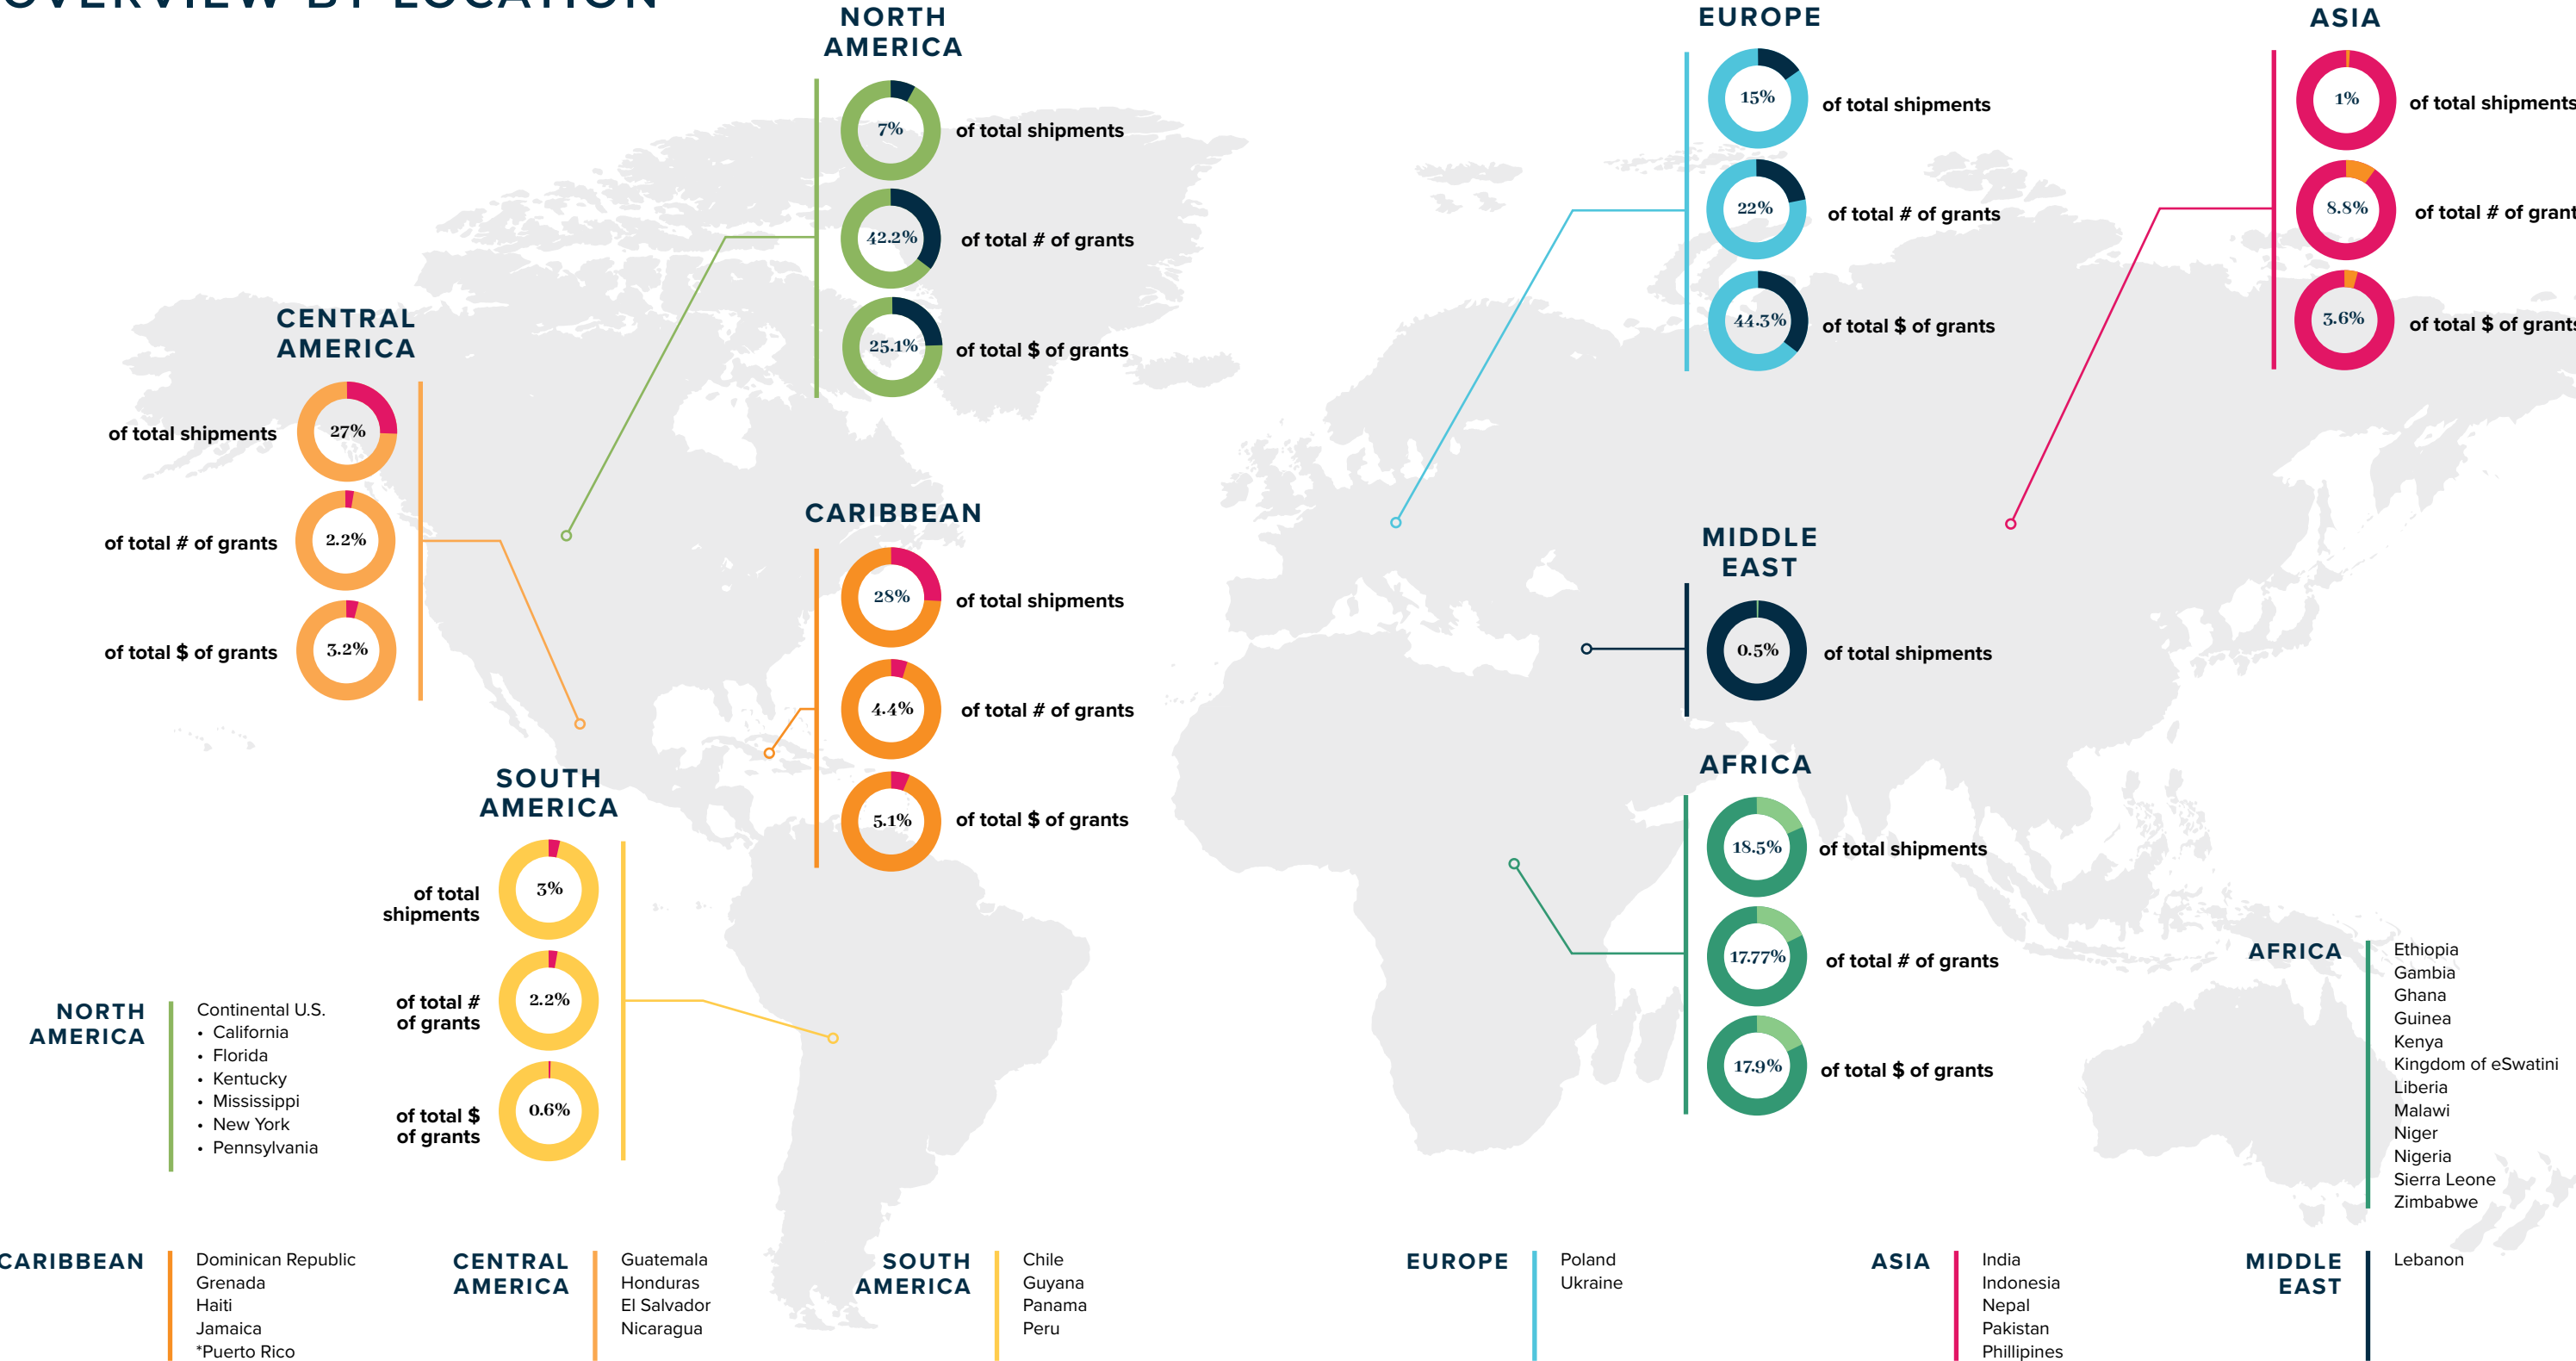 OVERVIEW BY LOCATION
NORTH
AMERICA
7%
of total shipments
42.2%
of total # of grants
25.1%
of total $ of grants
EUROPE
15%
of total shipments
22%
of total # of grants
44.3%
of total $ of grants
ASIA
1%
of total shipments
8.8%
of total # of grant
3.6%
of total $ of grants
CENTRAL
AMERICA
of total shipments
27%
of total # of grants
2.2%
of total $ of grants
3.2%
CARIBBEAN
28%
of total shipments
4.4%
of total # of grants
5.1%
of total $ of grants
MIDDLE
EAST
0.5%
of total shipments
SOUTH
AMERICA
of total
shipments
3%
of total #
of grants
2.2%
of total $
of grants
0.6%
AFRICA
18.5%
of total shipments
17.77%
of total # of grants
17.9%
of total $ of grants
NORTH
AMERICA
Continental U.S.
• California
• Florida
• Kentucky
• Mississippi
• New York
• Pennsylvania
AFRICA
Ethiopia
Gambia
Ghana
Guinea
Kenya
Kingdom of eSwatini
Liberia
Malawi
Niger
Nigeria
Sierra Leone
Zimbabwe
CARIBBEAN
Dominican Republic
Grenada
Haiti
Jamaica
*Puerto Rico
CENTRAL
AMERICA
Guatemala
Honduras
El Salvador
Nicaragua
SOUTH
AMERICA
Chile
Guyana
Panama
Peru
EUROPE
Poland
Ukraine
ASIA
India
Indonesia
Nepal
Pakistan
Phillipines
MIDDLE
EAST
Lebanon